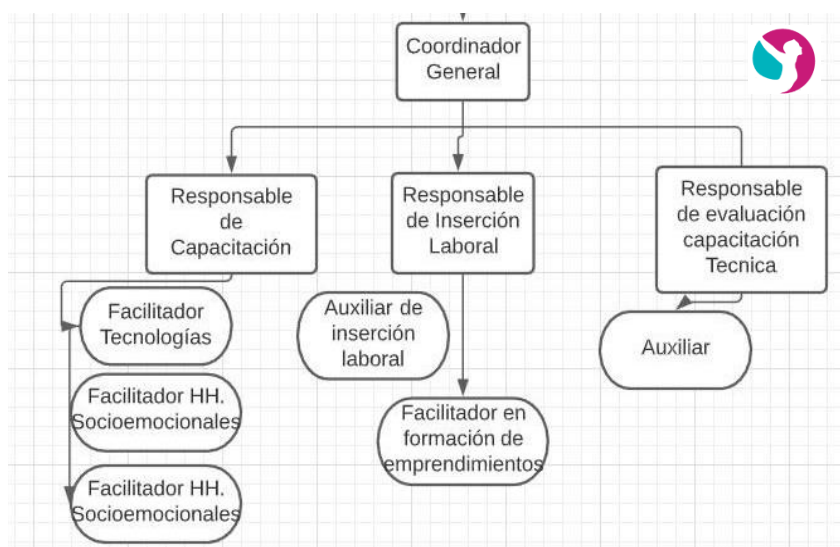 Coordinador
General
Responsable
de
Capacitación
Responsable
de Inserción
Laboral
Responsable
de evaluación
capacitación
Tecnica
Facilitador
Tecnologías
Auxiliar de
inserción
laboral
Auxiliar
Facilitador HH.
Socioemocionales
Facilitador en
formación de
emprendimientos
Facilitador HH.
Socioemocionales